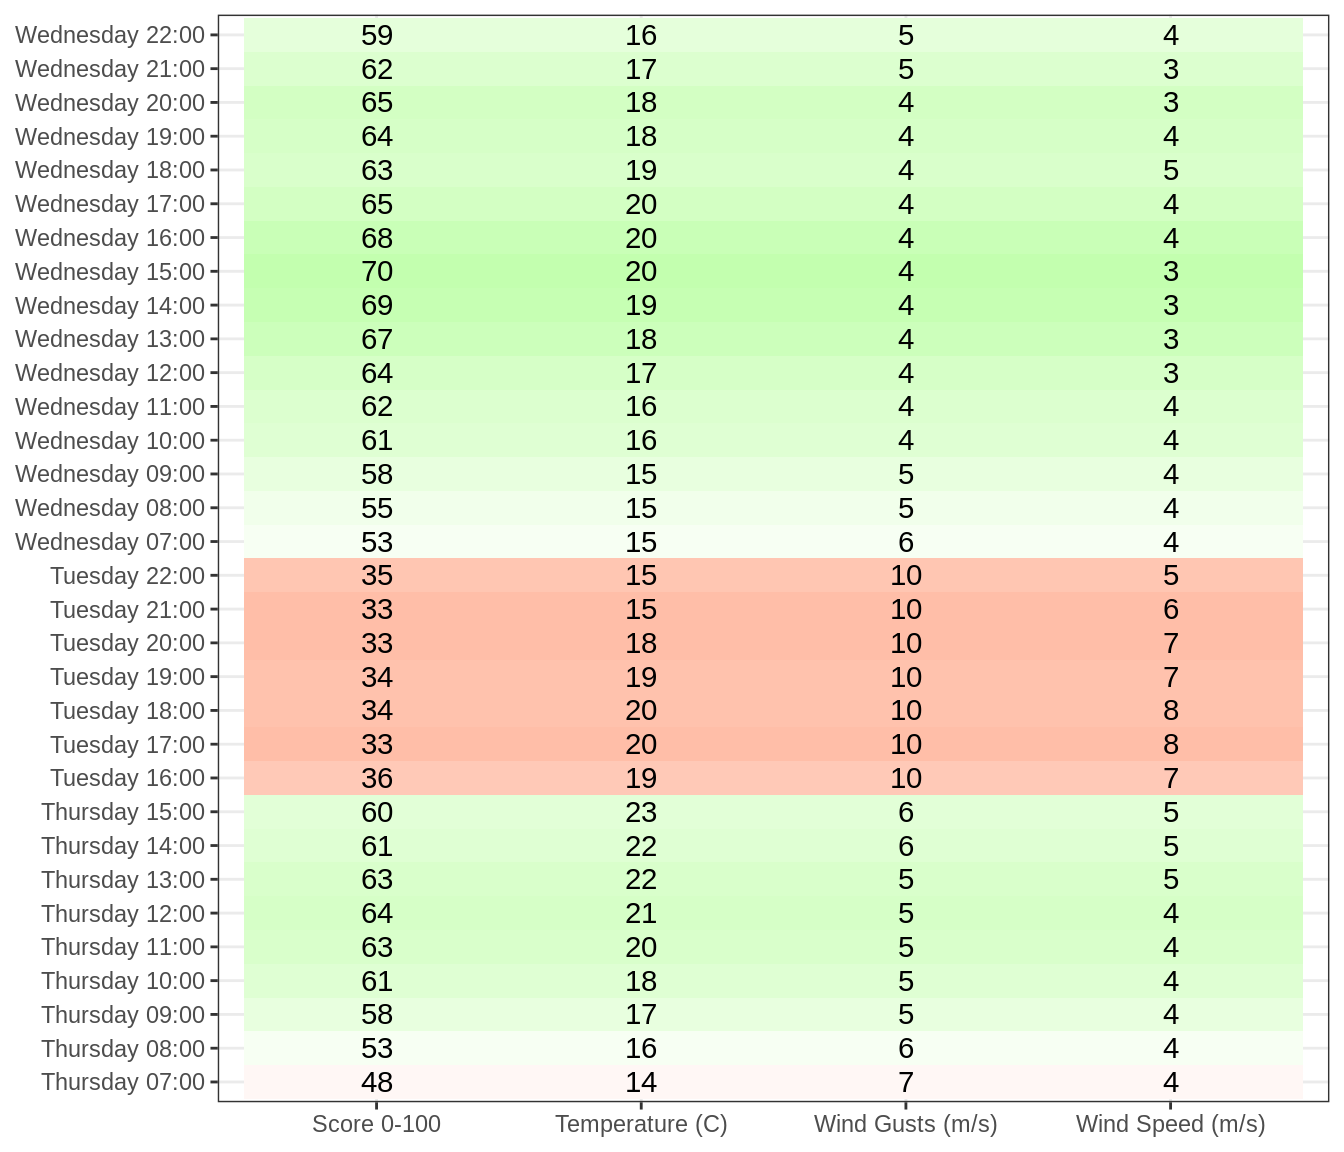 Wednesday 22:00 59 16 5 4
Wednesday 21:00 62 17 5 3
Wednesday 20:00 65 18 4 3
Wednesday 19:00 64 18 4 4
Wednesday 18:00 63 19 4 5
Wednesday 17:00 65 20 4 4
Wednesday 16:00 68 20 4 4
Wednesday 15:00 70 20 4 3
Wednesday 14:00 69 19 4 3
Wednesday 13:00 67 18 4 3
Wednesday 12:00 64 17 4 3
Wednesday 11:00 62 16 4 4
Wednesday 10:00 61 16 4 4
Wednesday 09:00 58 15 5 4
Wednesday 08:00 55 15 5 4
Wednesday 07:00 53 15 6 4
Tuesday 22:00 35 15 10 5
Tuesday 21:00 33 15 10 6
Tuesday 20:00 33 18 10 7
Tuesday 19:00 34 19 10 7
Tuesday 18:00 34 20 10 8
Tuesday 17:00 33 20 10 8
Tuesday 16:00 36 19 10 7
Thursday 15:00 60 23 6 5
Thursday 14:00 61 22 6 5
Thursday 13:00 63 22 5 5
Thursday 12:00 64 21 5 4
Thursday 11:00 63 20 5 4
Thursday 10:00 61 18 5 4
Thursday 09:00 58 17 5 4
Thursday 08:00 53 16 6 4
Thursday 07:00 48 14 7 4
Score 0-100 Temperature (C) Wind Gusts (m/s) Wind Speed (m/s)